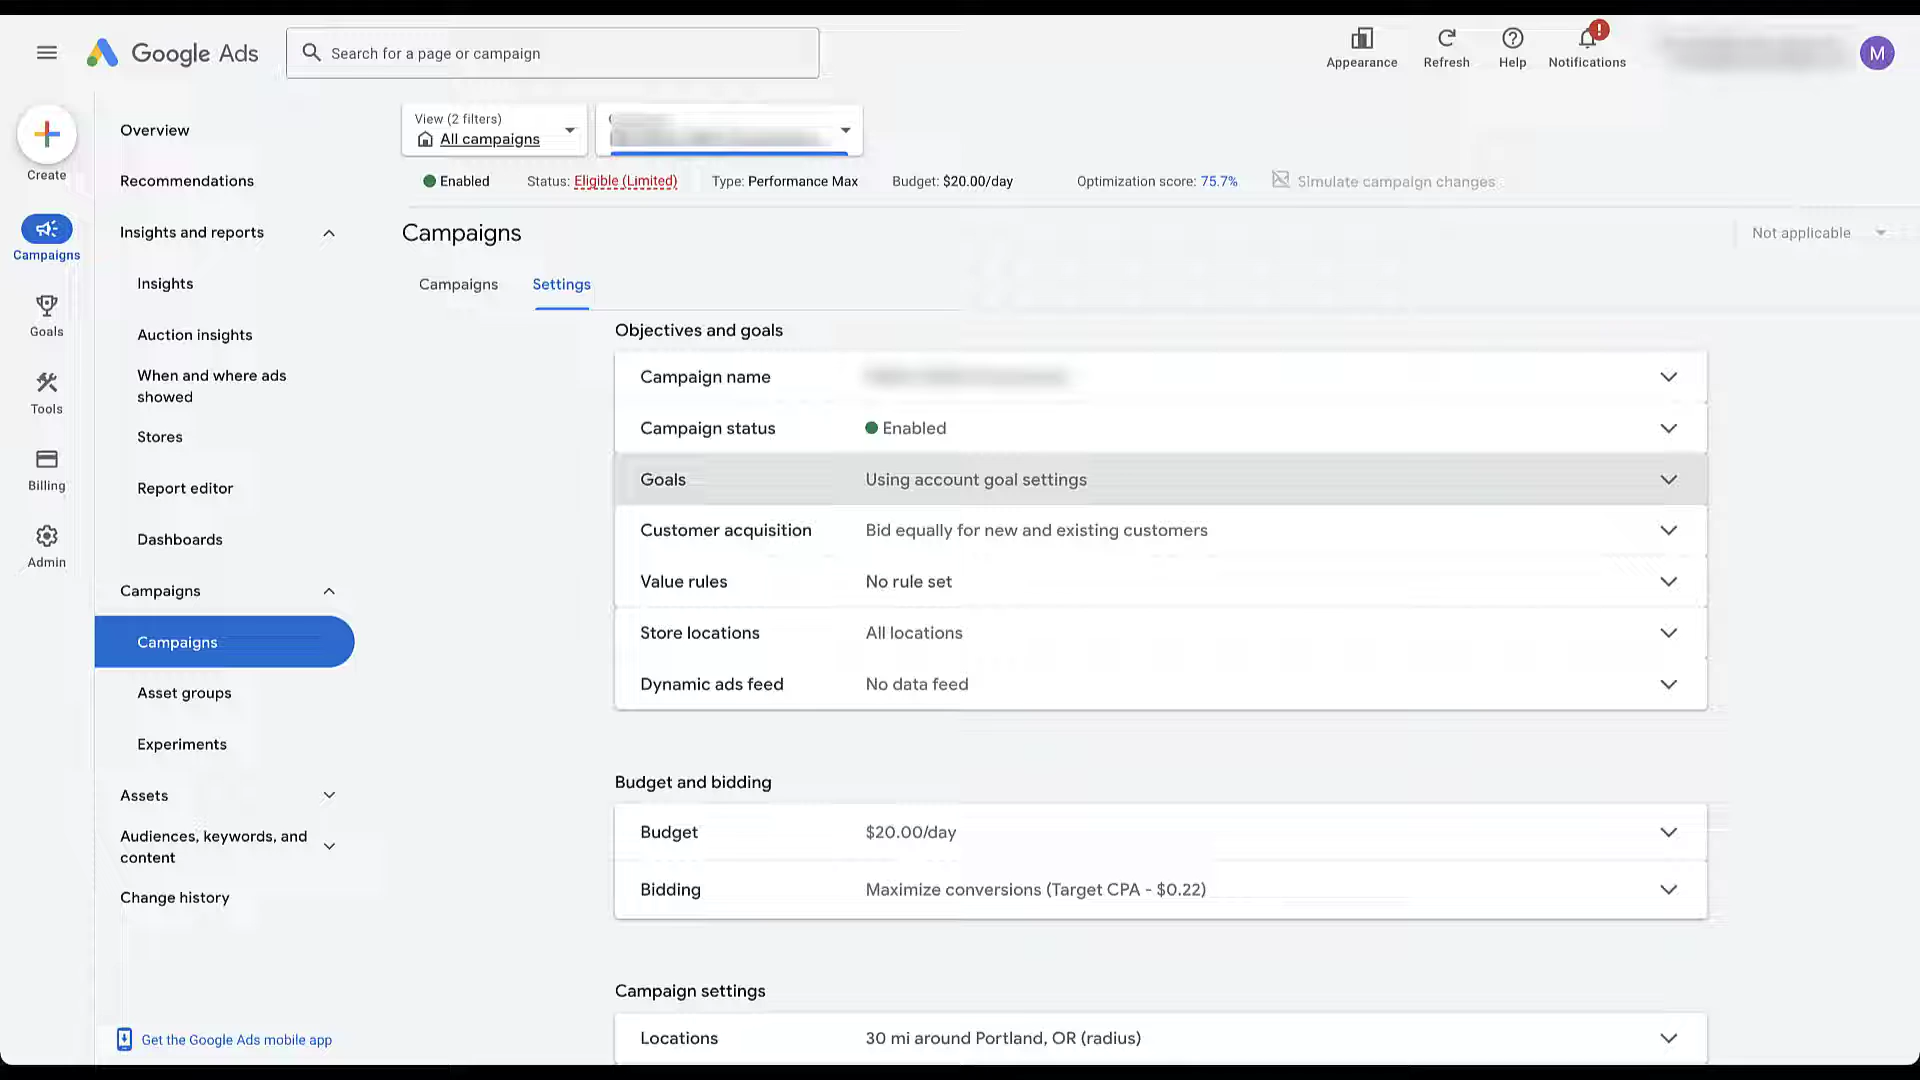 Google Ads
Search for a page or campaign
Appearance
Refresh
Help
!
Notifications
M
Create
Campaigns
Goals
Tools
Billing
Admin
Overview
Recommendations
Insights and reports
Insights
Auction insights
When and where ads
showed
Stores
Report editor
Dashboards
Campaigns
Campaigns
Asset groups
Experiments
Assets
Audiences, keywords, and
content
Change history
Get the Google Ads mobile app
View (2 filters)
All campaigns
Enabled
Status: Eligible (Limited)
Type: Performance Max
Budget: $20.00/day
Optimization score: 75.7%
Simulate campaign changes
Campaigns
Not applicable
Campaigns
Settings
Objectives and goals
Campaign name
Campaign status
Enabled
Goals
Using account goal settings
Customer acquisition
Bid equally for new and existing customers
Value rules
No rule set
Store locations
All locations
Dynamic ads feed
No data feed
Budget and bidding
Budget
$20.00/day
Bidding
Maximize conversions (Target CPA - $0.22)
Campaign settings
Locations
30 mi around Portland, OR (radius)